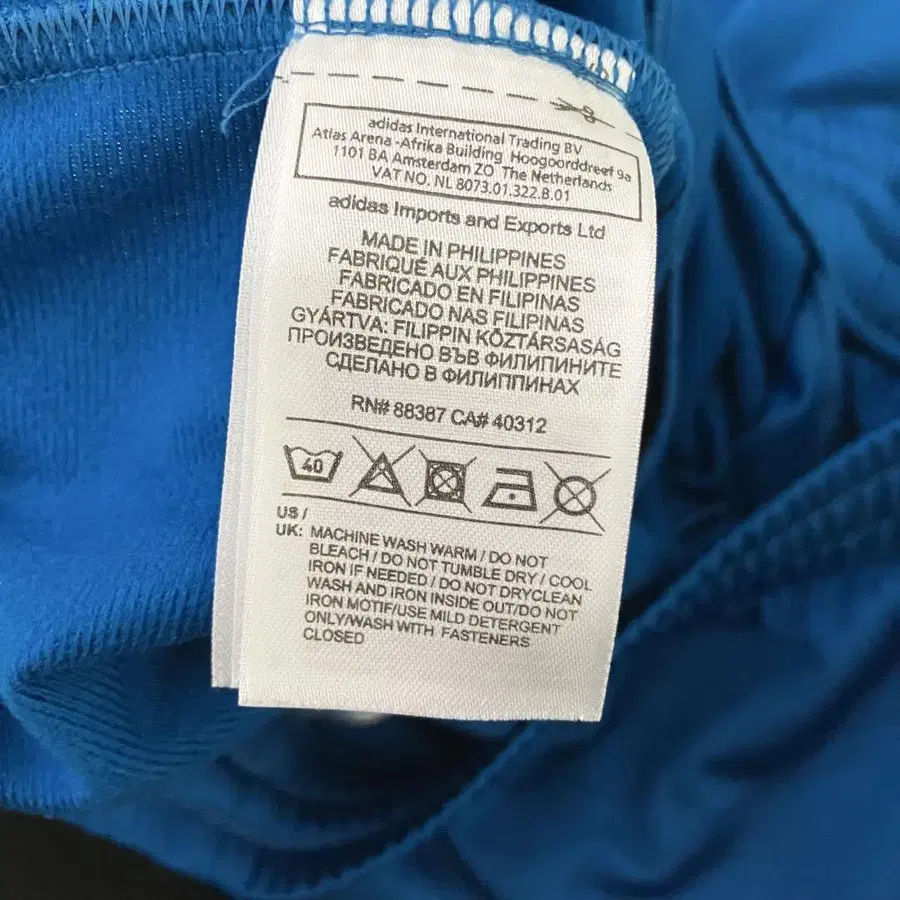 adidas International Trading BV
Atlas Arena -Afrika Building Hoogoorddreef 9a
1101 BA Amsterdam ZO The Netherlands
VAT NO. NL 8073.01.322.B.01
adidas Imports and Exports Ltd
MADE IN PHILIPPINES
FABRIQUÉ AUX PHILIPPINES
FABRICADO EN FILIPINAS
FABRICADO NAS FILIPINAS
GYÁRTVA: FILIPPIN KÖZTÁRSASÁG
ПРОИЗВЕДЕНО ВЪВ ФИЛИПИНИТЕ
СДЕЛАНО В ФИЛИППИНАХ
RN# 88387 CA# 40312
40
US /
UK: MACHINE WASH WARM / DO NOT
BLEACH / DO NOT TUMBLE DRY / COOL
IRON IF NEEDED / DO NOT DRYCLEAN
WASH AND IRON INSIDE OUT/DO NOT
IRON MOTIF/USE MILD DETERGENT
ONLY/WASH WITH FASTENERS
CLOSED